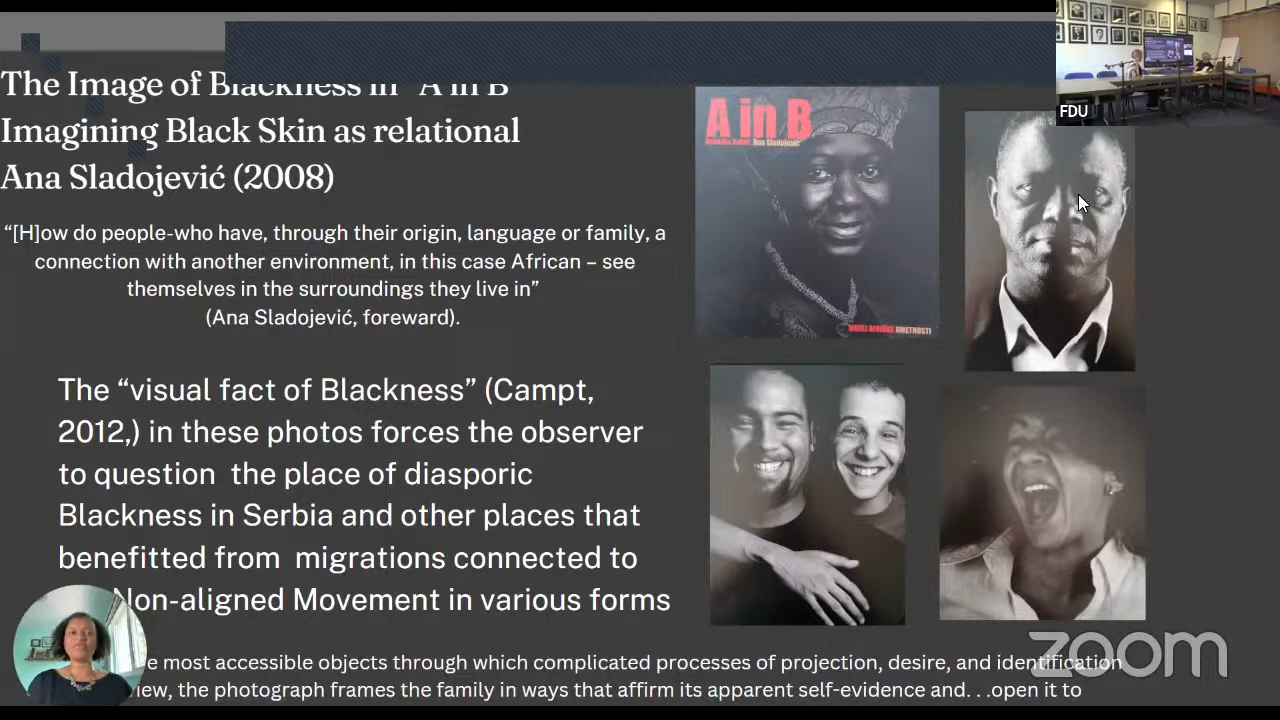 The Image of Blackness in "A in B"
Imagining Black Skin as relational
Ana Sladojević (2008)
“[H]ow do people-who have, through their origin, language or family, a
connection with another environment, in this case African – see
themselves in the surroundings they live in”
(Ana Sladojević, foreward).
The “visual fact of Blackness” (Campt,
2012,) in these photos forces the observer
to question the place of diasporic
Blackness in Serbia and other places that
benefitted from migrations connected to
Non-aligned Movement in various forms
most accessible objects through which complicated processes of projection, desire, and identification
the photograph frames the family in ways that affirm its apparent self-evidence and. . .open it to
A in B
Ana Sladojević
MUZEJ AFRIČKE UMETNOSTI
FDU
zoom